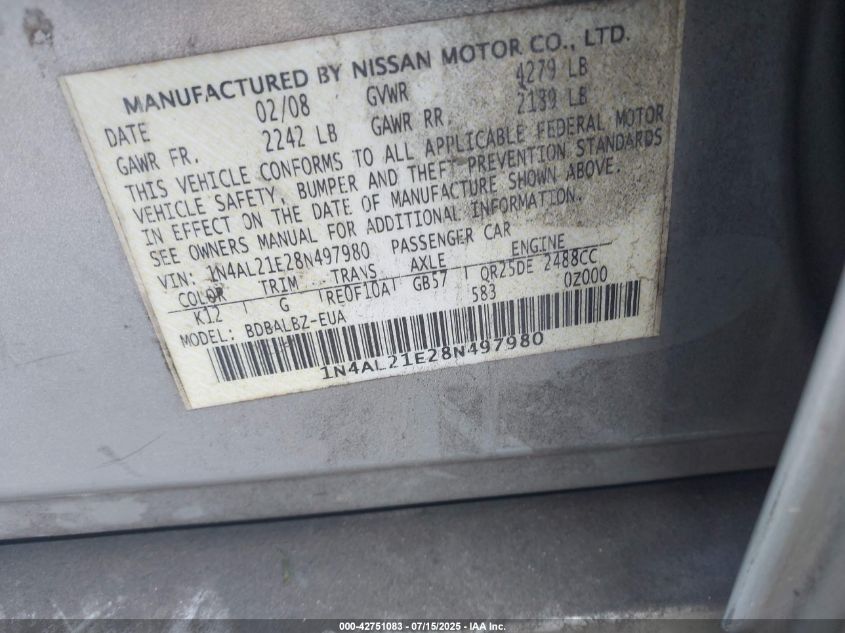 MANUFACTURED BY NISSAN MOTOR CO., LTD.
DATE 02/08 GVWR 4279 LB
GAWR FR. 2242 LB GAWR RR. 2139 LB
THIS VEHICLE CONFORMS TO ALL APPLICABLE FEDERAL MOTOR
VEHICLE SAFETY, BUMPER AND THEFT PREVENTION STANDARDS
IN EFFECT ON THE DATE OF MANUFACTURE SHOWN ABOVE.
SEE OWNERS MANUAL FOR ADDITIONAL INFORMATION.
VIN: 1N4AL21E28N497980 PASSENGER CAR
COLOR TRIM TRANS AXLE ENGINE
K12 G RE0F10A GB57 QR25DE 2488CC
MODEL: BDBALBZ-EUA 583 0Z000
1N4AL21E28N497980
000-42751083 - 07/15/2025 - IAA, Inc.